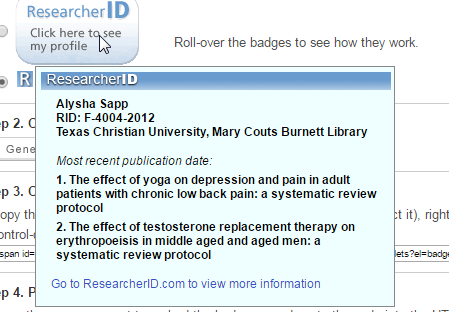 ResearcherID
Click here to see
my profile
Roll-over the badges to see how they work.
R
ResearcherID
Alysha Sapp
RID: F-4004-2012
Texas Christian University, Mary Couts Burnett Library
ep 2. C
Gene
Most recent publication date:
1. The effect of yoga on depression and pain in adult
patients with chronic low back pain: a systematic review
protocol
ep 3. C
opy th
ct it), right
ontrol-c
2. The effect of testosterone replacement therapy on
erythropoeisis in middle aged and aged men: a
systematic review protocol
span id=
lets?el=badge
Go to ResearcherID.com to view more information
ep 4. P